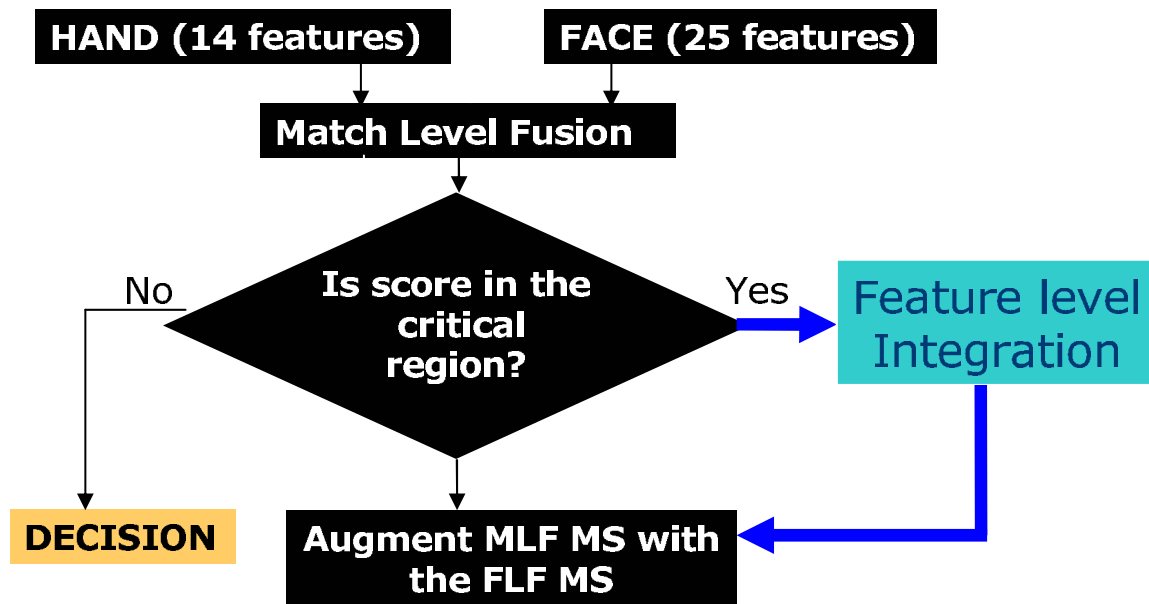 HAND (14 features)
FACE (25 features)
Match Level Fusion
Is score in the
critical
region?
No
Yes
Feature level
Integration
DECISION
Augment MLF MS with
the FLF MS